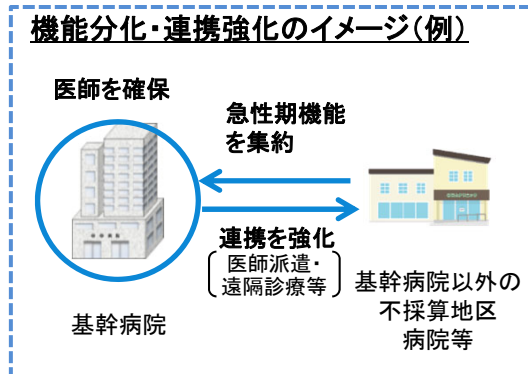 機能分化・連携強化のイメージ(例)
医師を確保
急性期機能
を集約
連携を強化
医師派遣・
遠隔診療等
基幹病院
基幹病院以外の
不採算地区
病院等